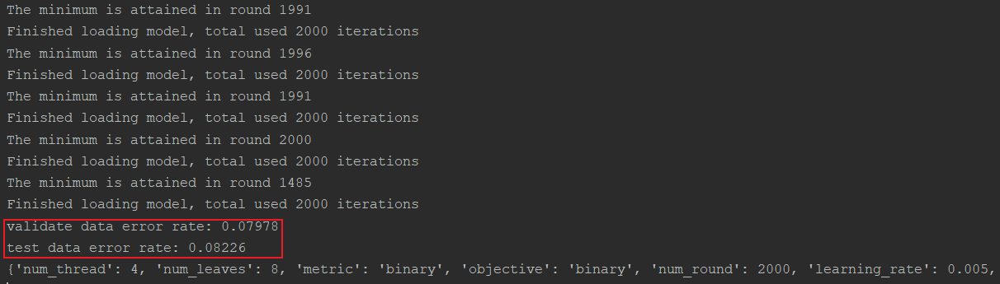 The minimum is attained in round 1991
Finished loading model, total used 2000 iterations
The minimum is attained in round 1996
Finished loading model, total used 2000 iterations
The minimum is attained in round 1991
Finished loading model, total used 2000 iterations
The minimum is attained in round 2000
Finished loading model, total used 2000 iterations
The minimum is attained in round 1485
Finished loading model, total used 2000 iterations
validate data error rate: 0.07978
test data error rate: 0.08226
{'num_thread': 4, 'num_leaves': 8, 'metric': 'binary', 'objective': 'binary', 'num_round': 2000, 'learning_rate': 0.005,